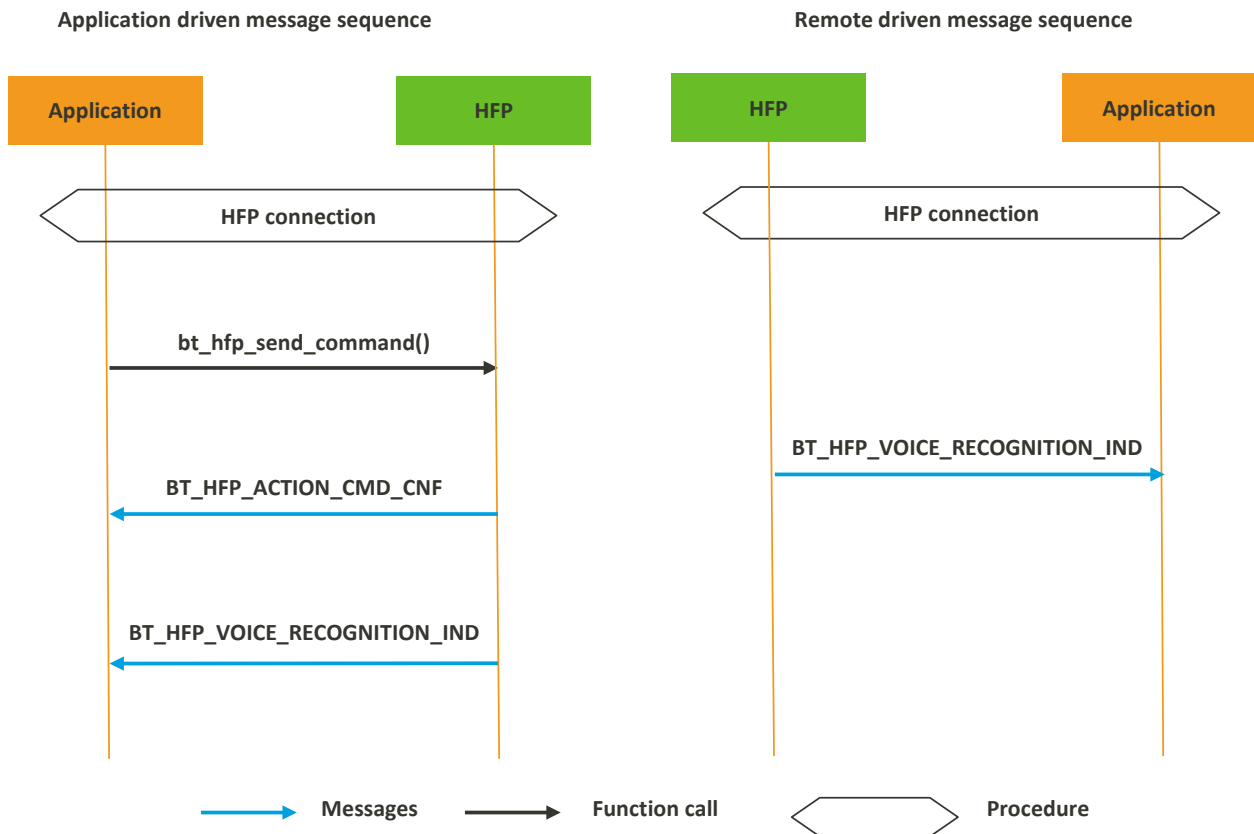 Application driven message sequence
Remote driven message sequence
Application
HFP
HFP
Application
HFP connection
HFP connection
bt_hfp_send_command()
BT_HFP_VOICE_RECOGNITION_IND
BT_HFP_ACTION_CMD_CNF
BT_HFP_VOICE_RECOGNITION_IND
Messages
Function call
Procedure